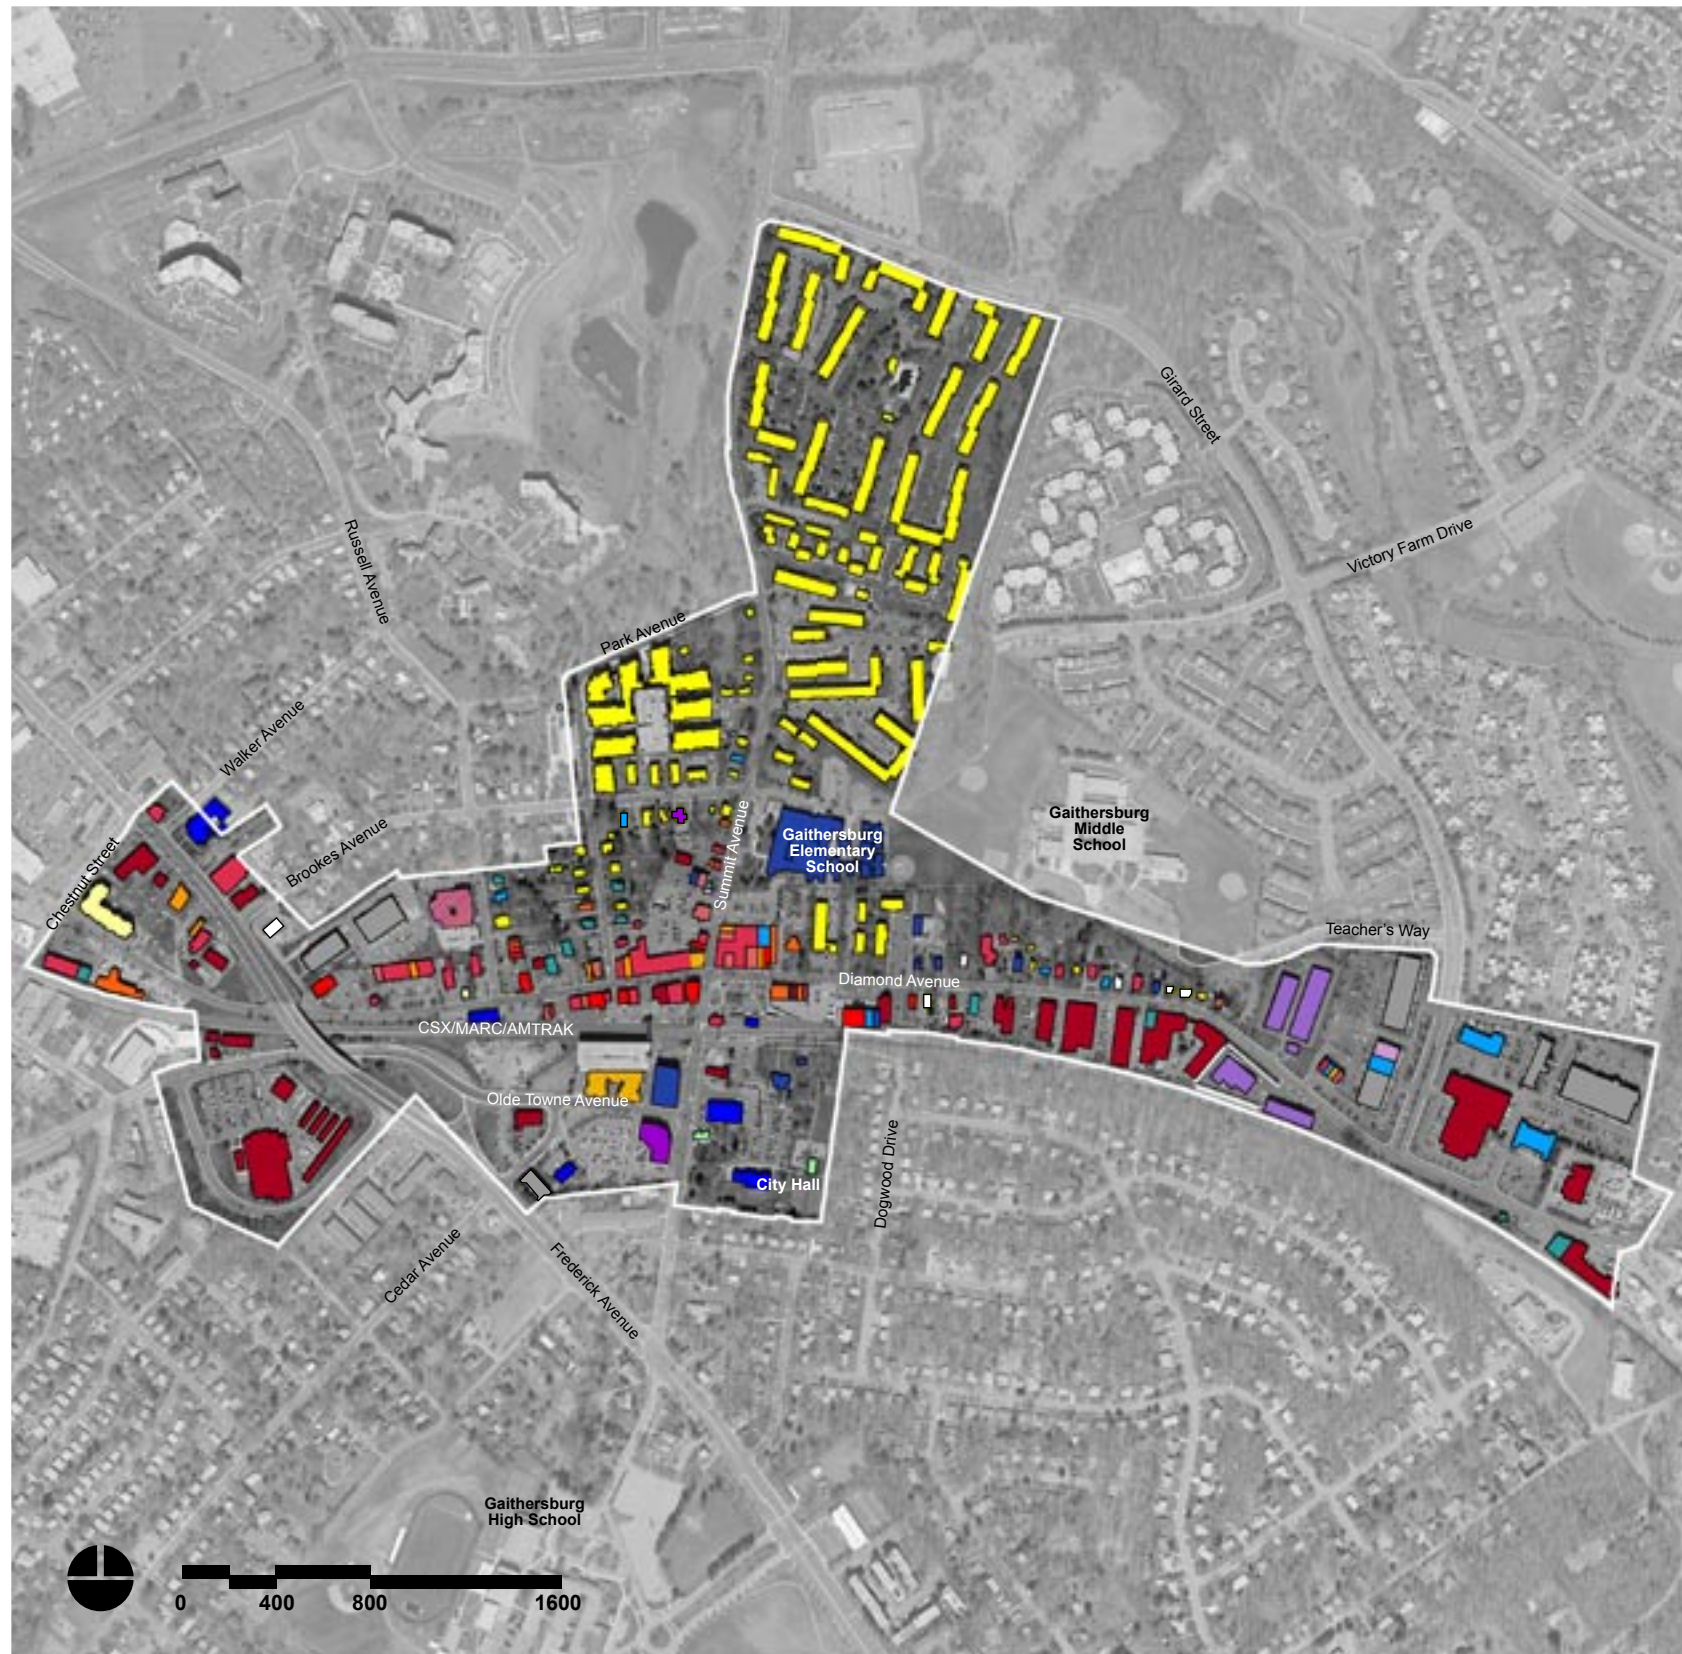 Girard Street
Victory Farm Drive
Russell Avenue
Park Avenue
Walker Avenue
Gaithersburg
Middle
School
Summit Avenue
Gaithersburg
Elementary
School
Brookes Avenue
Chestnut Street
Teacher's Way
Diamond Avenue
CSX/MARC/AMTRAK
Olde Towne Avenue
City Hall
Dogwood Drive
Cedar Avenue
Frederick Avenue
Gaithersburg
High School
0 400 800 1600